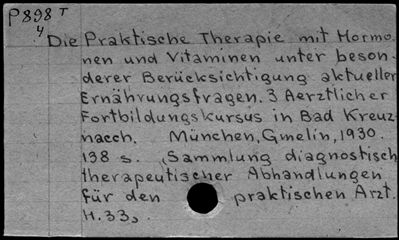 P898 T
4
Die Praktische Therapie mit Hormo-
nen und Vitaminen unter beson-
derer Berücksichtigung aktueller
Ernährungsfragen. 3 Aerztlicher
Fortbildungskursus in Bad Kreuz-
nacch. München, Gmelin, 1930.
138 s. (Sammlung diagnostisch
therapeutischer Abhandlungen
für den praktischen Arzt.
H.33)